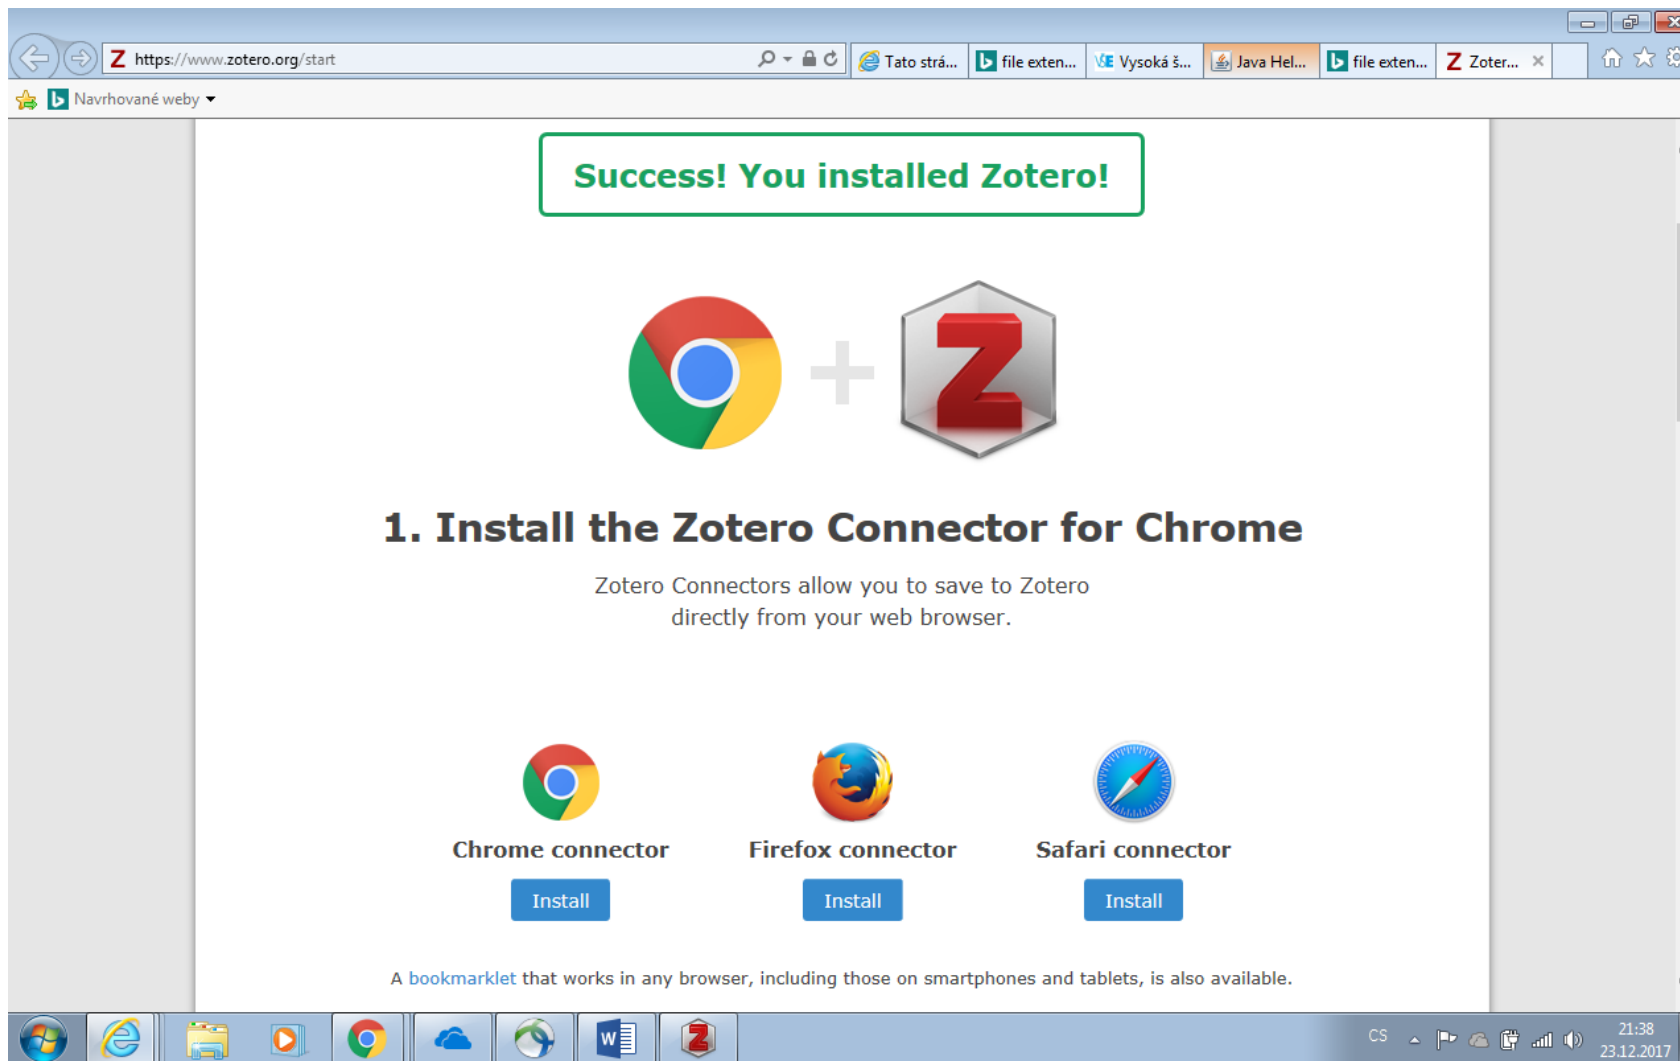 https://www.zotero.org/start
Tato strá...
file exten...
Vysoká š...
Java Hel...
file exten...
Z Zoter...
Navrhované weby
Success! You installed Zotero!
1. Install the Zotero Connector for Chrome
Zotero Connectors allow you to save to Zotero
directly from your web browser.
Chrome connector
Firefox connector
Safari connector
Install
Install
Install
A bookmarklet that works in any browser, including those on smartphones and tablets, is also available.
CS
21:38
23.12.2017